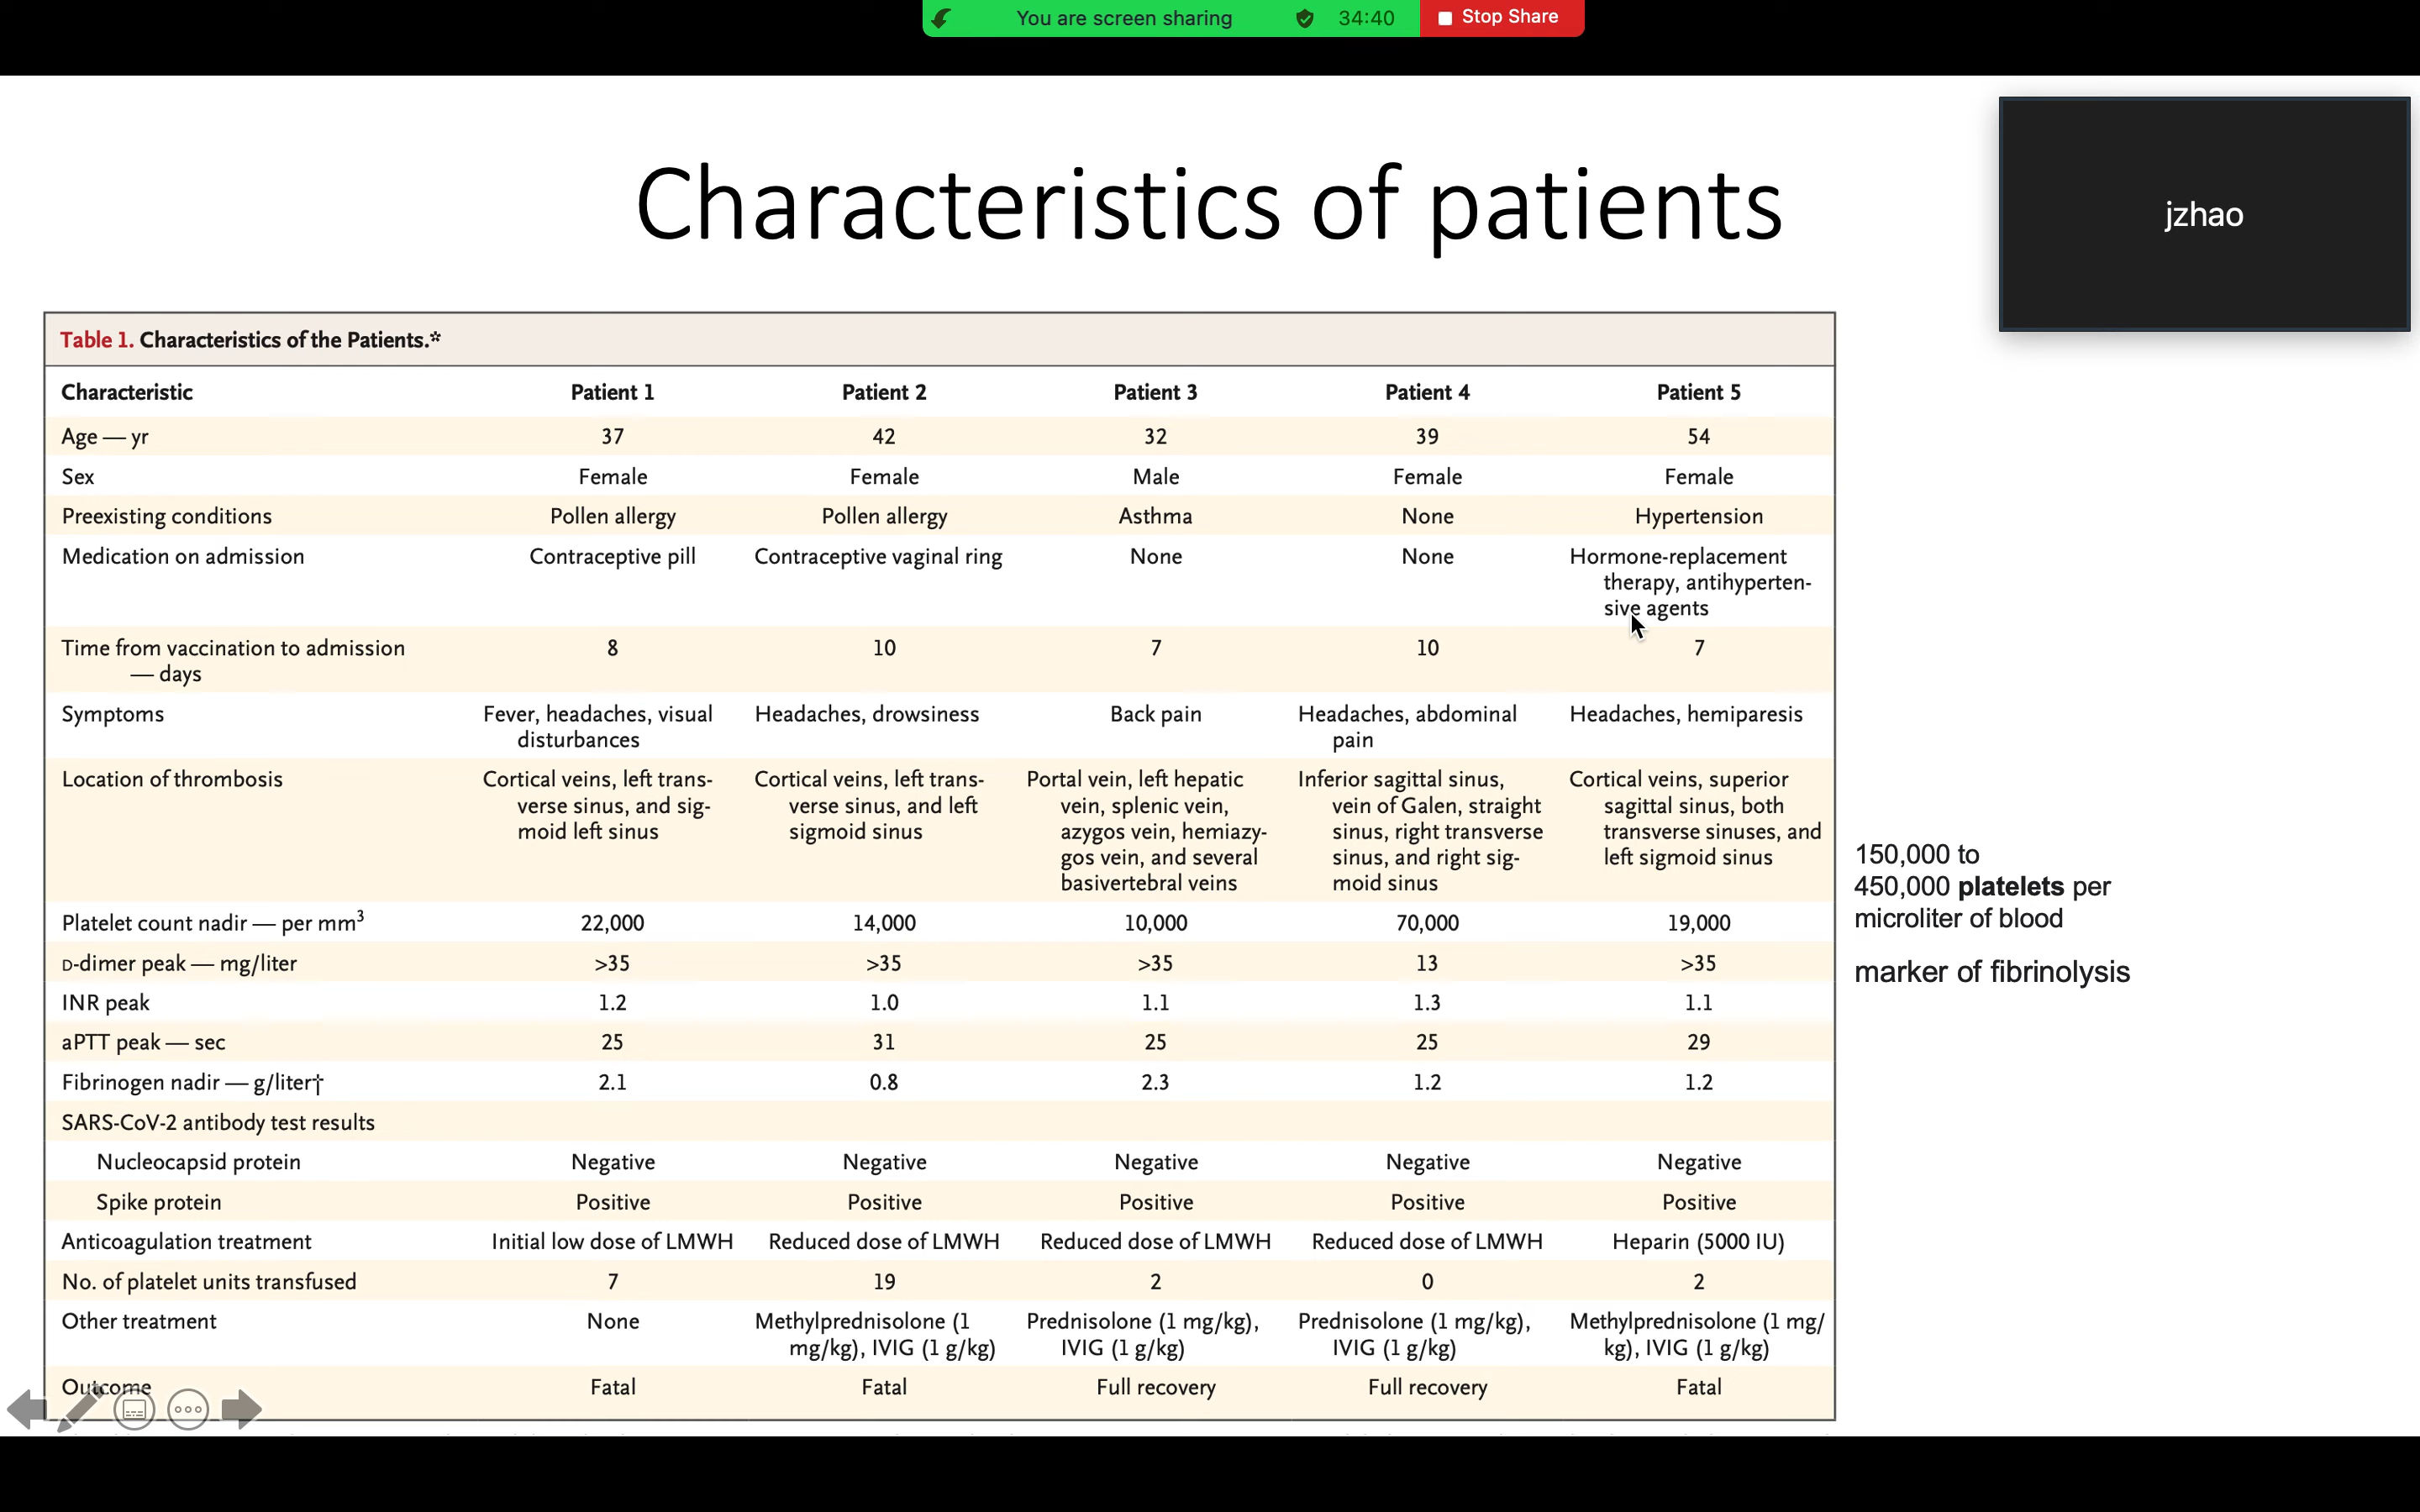 You are screen sharing 34:40 Stop Share
Characteristics of patients
jzhao
Table 1. Characteristics of the Patients.*
Characteristic Patient 1 Patient 2 Patient 3 Patient 4 Patient 5
Age — yr 37 42 32 39 54
Sex Female Female Male Female Female
Preexisting conditions Pollen allergy Pollen allergy Asthma None Hypertension
Medication on admission Contraceptive pill Contraceptive vaginal ring None None Hormone-replacement
therapy, antihyperten-
sive agents
Time from vaccination to admission 8 10 7 10 7
— days
Symptoms Fever, headaches, visual Headaches, drowsiness Back pain Headaches, abdominal Headaches, hemiparesis
disturbances pain
Location of thrombosis Cortical veins, left trans- Cortical veins, left trans- Portal vein, left hepatic Inferior sagittal sinus, Cortical veins, superior
verse sinus, and sig- verse sinus, and left vein, splenic vein, vein of Galen, straight sagittal sinus, both
moid left sinus sigmoid sinus azygos vein, hemiazy- sinus, right transverse transverse sinuses, and
gos vein, and several sinus, and right sig- left sigmoid sinus
basivertebral veins moid sinus
150,000 to
450,000 platelets per
microliter of blood
Platelet count nadir — per mm³ 22,000 14,000 10,000 70,000 19,000
D-dimer peak — mg/liter >35 >35 >35 13 >35
marker of fibrinolysis
INR peak 1.2 1.0 1.1 1.3 1.1
aPTT peak — sec 25 31 25 25 29
Fibrinogen nadir — g/liter† 2.1 0.8 2.3 1.2 1.2
SARS-CoV-2 antibody test results
Nucleocapsid protein Negative Negative Negative Negative Negative
Spike protein Positive Positive Positive Positive Positive
Anticoagulation treatment Initial low dose of LMWH Reduced dose of LMWH Reduced dose of LMWH Reduced dose of LMWH Heparin (5000 IU)
No. of platelet units transfused 7 19 2 0 2
Other treatment None Methylprednisolone (1 Prednisolone (1 mg/kg), Prednisolone (1 mg/kg), Methylprednisolone (1 mg/
mg/kg), IVIG (1 g/kg) IVIG (1 g/kg) IVIG (1 g/kg) kg), IVIG (1 g/kg)
Outcome Fatal Fatal Full recovery Full recovery Fatal